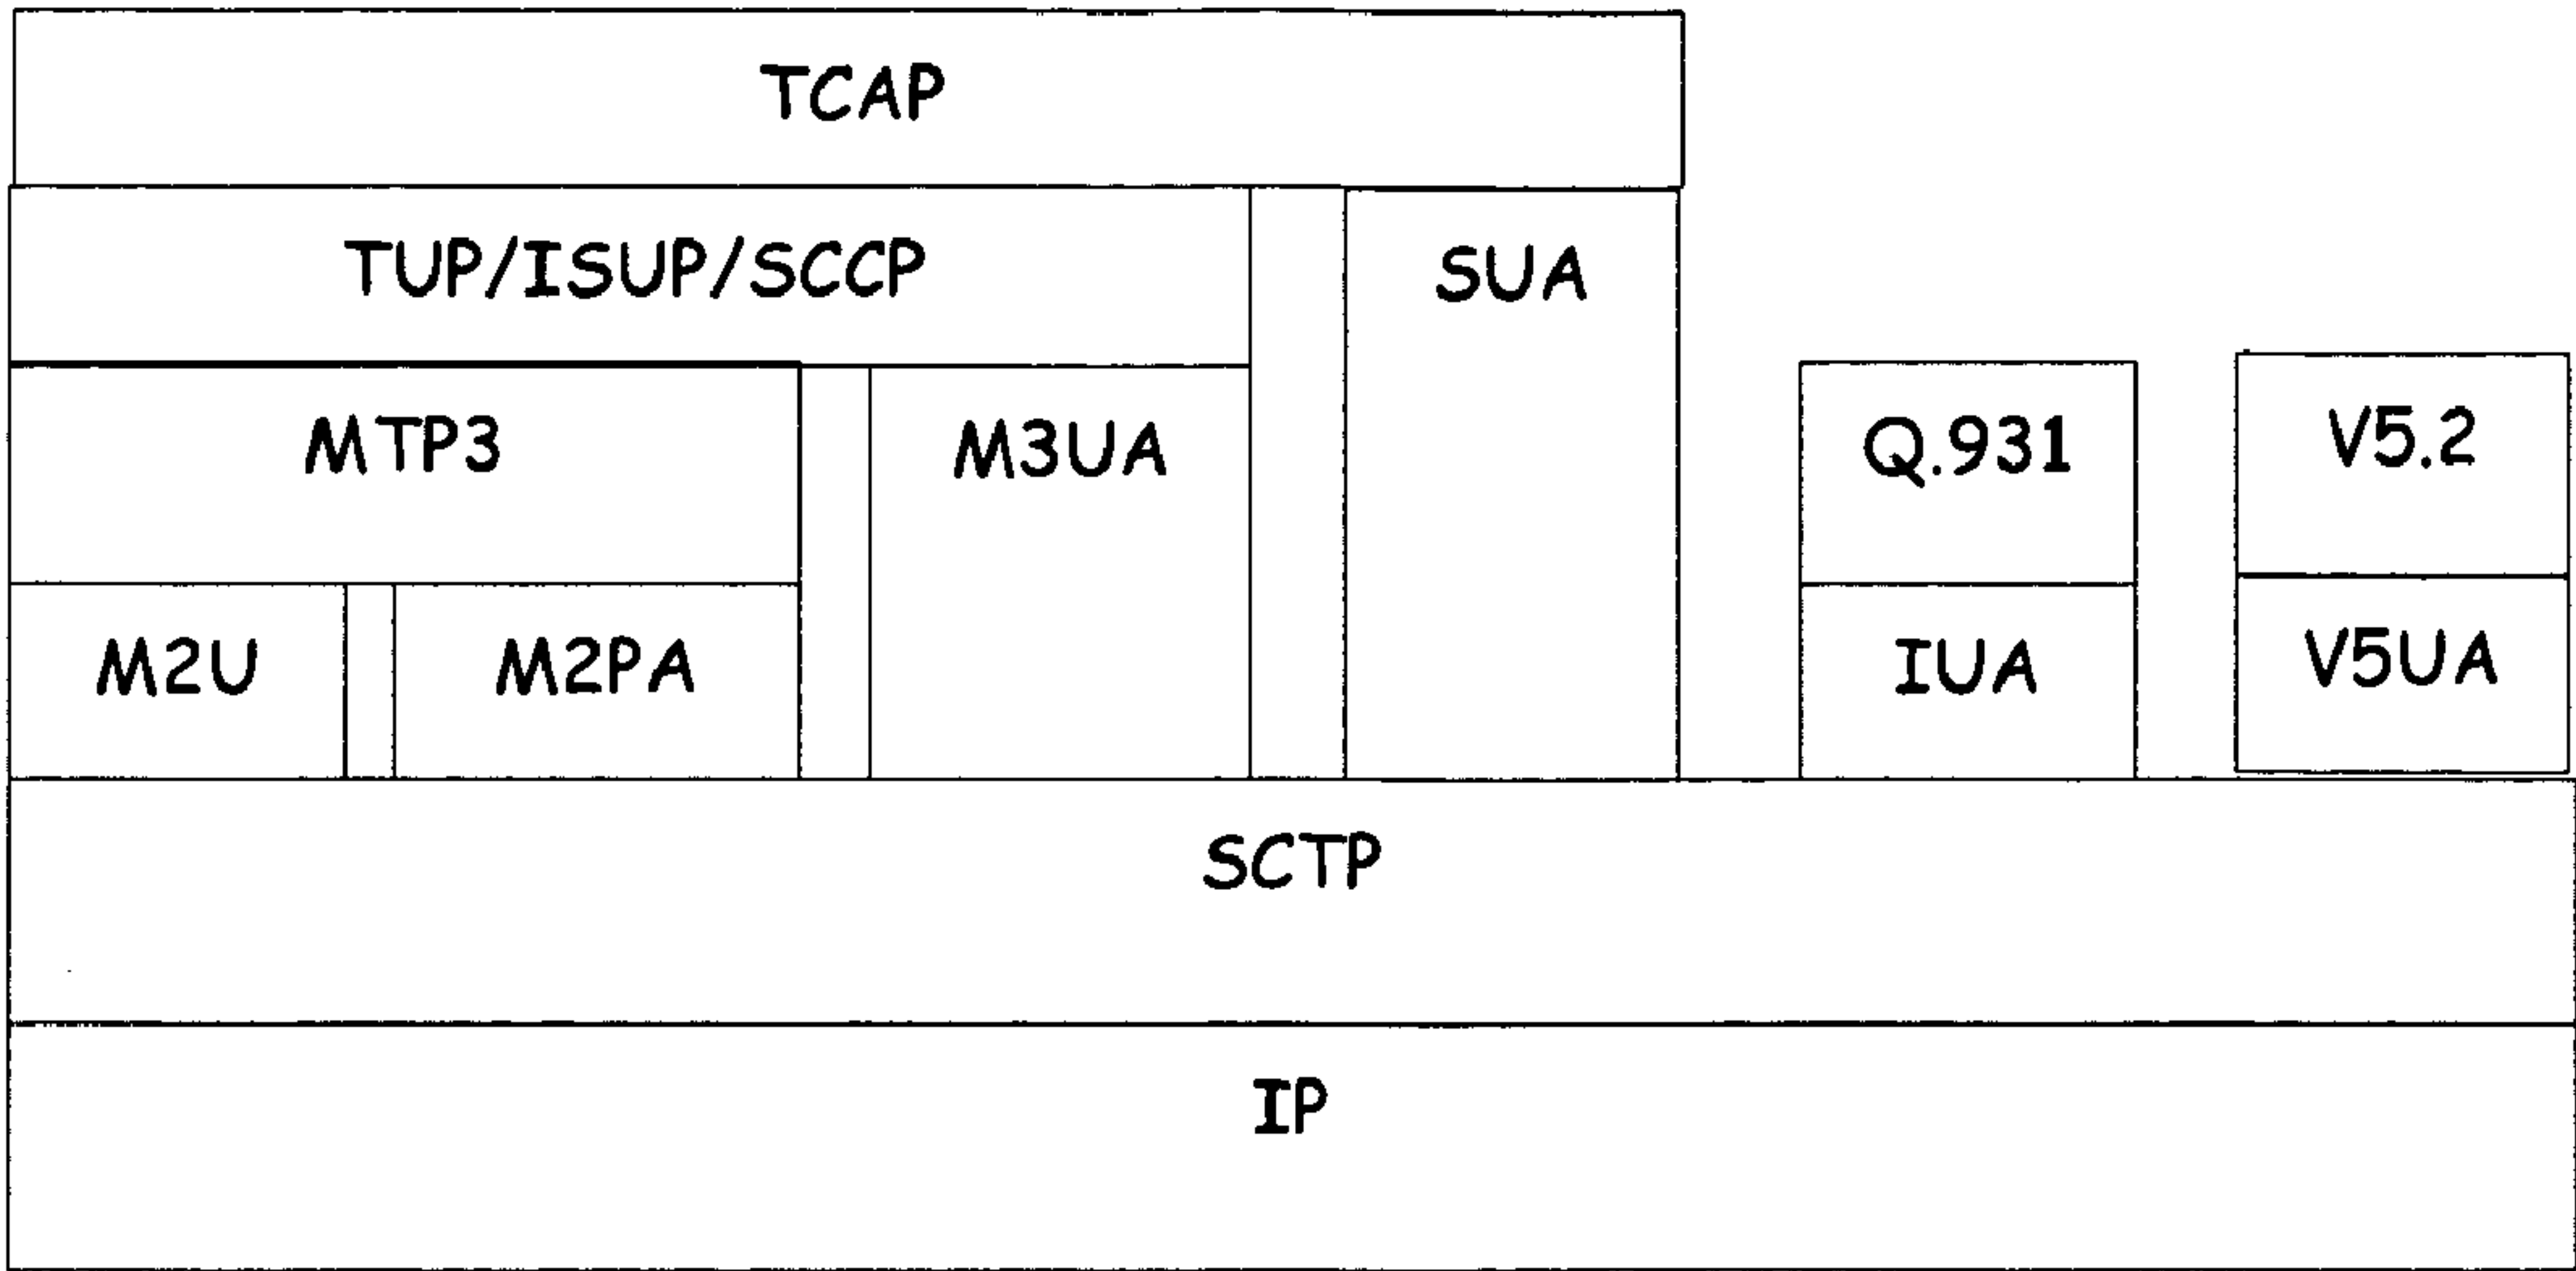 TCAP
TUP/ISUP/SCCP
SUA
MTP3
M3UA
Q.931
V5.2
M2U
M2PA
IUA
V5UA
SCTP
IP